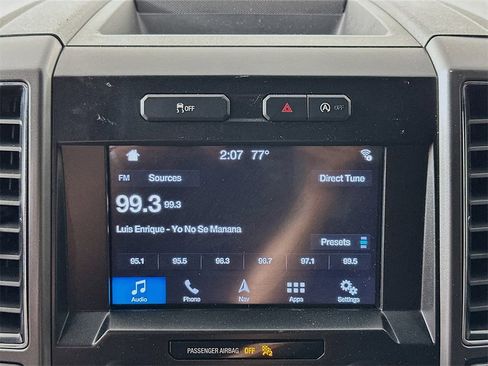 OFF OFF
2:07 77°
FM Sources Direct Tune
99.3 99.3
Luis Enrique - Yo No Se Manana
Presets
95.1 95.5 96.3 96.7 97.1 99.5
Audio Phone Nav Apps Settings
PASSENGER AIRBAG OFF